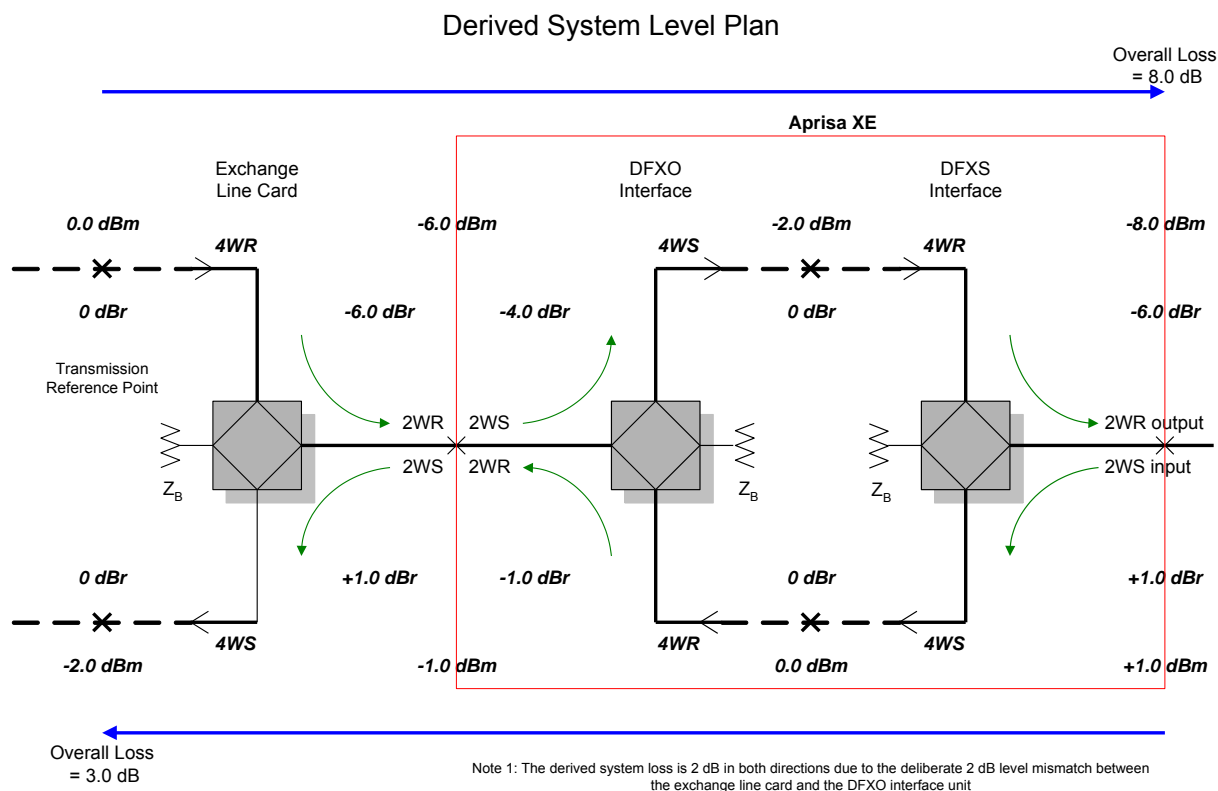 Derived System Level Plan
Overall Loss
= 8.0 dB
Aprisa XE
Exchange
Line Card
DFXO
Interface
DFXS
Interface
0.0 dBm
-6.0 dBm
-2.0 dBm
-8.0 dBm
4WR
4WS
4WR
0 dBr
-6.0 dBr
-4.0 dBr
0 dBr
-6.0 dBr
Transmission
Reference Point
2WR
2WS
2WR output
2WS
2WR
2WS input
ZB
ZB
ZB
0 dBr
+1.0 dBr
-1.0 dBr
0 dBr
+1.0 dBr
4WS
4WR
4WS
-2.0 dBm
-1.0 dBm
0.0 dBm
+1.0 dBm
Overall Loss
= 3.0 dB
Note 1: The derived system loss is 2 dB in both directions due to the deliberate 2 dB level mismatch between
the exchange line card and the DFXO interface unit